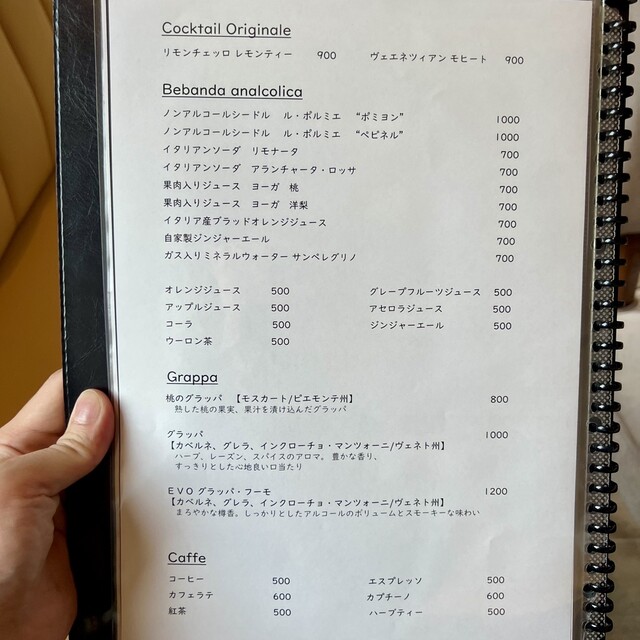 Cocktail Originale
リモンチェッロ レモンティー 900 ヴェエネツィアン モヒート 900
Bebanda analcolica
ノンアルコールシードル ル・ポルミエ “ポミヨン” 1000
ノンアルコールシードル ル・ポルミエ “ペピネル” 1000
イタリアンソーダ リモナータ 700
イタリアンソーダ アランチャータ・ロッサ 700
果肉入りジュース ヨーガ 桃 700
果肉入りジュース ヨーガ 洋梨 700
イタリア産ブラッドオレンジジュース 700
自家製ジンジャーエール 700
ガス入りミネラルウォーター サンペレグリノ 700
オレンジジュース 500 グレープフルーツジュース 500
アップルジュース 500 アセロラジュース 500
コーラ 500 ジンジャーエール 500
ウーロン茶 500
Grappa
桃のグラッパ 【モスカート/ピエモンテ州】 800
熟した桃の果実、果汁を漬け込んだグラッパ
グラッパ 1000
【カベルネ、グレラ、インクローチョ・マンツォーニ/ヴェネト州】
ハーブ、レーズン、スパイスのアロマ。豊かな香り、
すっきりとした心地良い口当たり
EVO グラッパ・フーモ 1200
【カベルネ、グレラ、インクローチョ・マンツォーニ/ヴェネト州】
まろやかな樽香。しっかりとしたアルコールのボリュームとスモーキーな味わい
Caffe
コーヒー 500 エスプレッソ 500
カフェラテ 600 カプチーノ 600
紅茶 500 ハーブティー 500